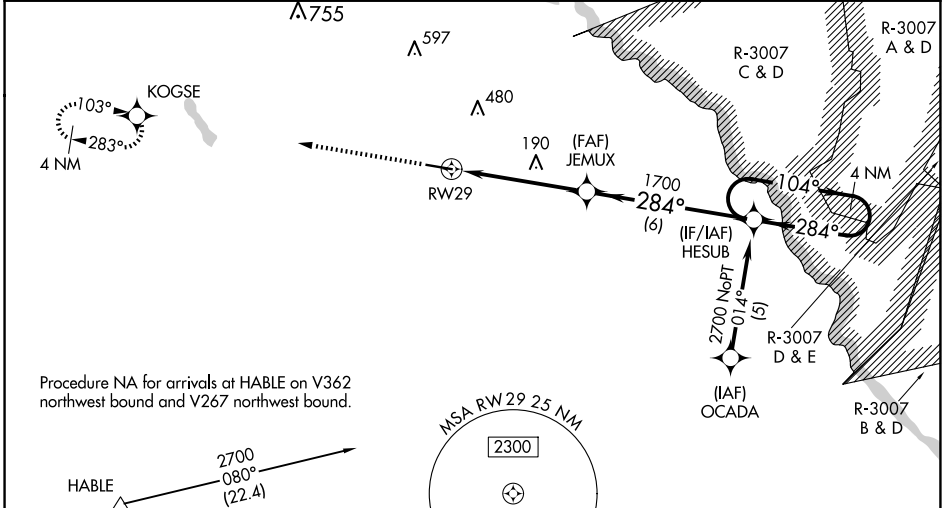 755
597
480
190
KOGSE
103°
283°
4 NM
RW29
(FAF)
JEMUX
1700
284°
(6)
(IF/IAF)
HESUB
104°
4 NM
284°
2700 NoPT
014°
(5)
(IAF)
OCADA
R-3007
C & D
R-3007
A & D
R-3007
D & E
R-3007
B & D
Procedure NA for arrivals at HABLE on V362
northwest bound and V267 northwest bound.
HABLE
2700
080°
(22.4)
MSA RW 29 25 NM
2300